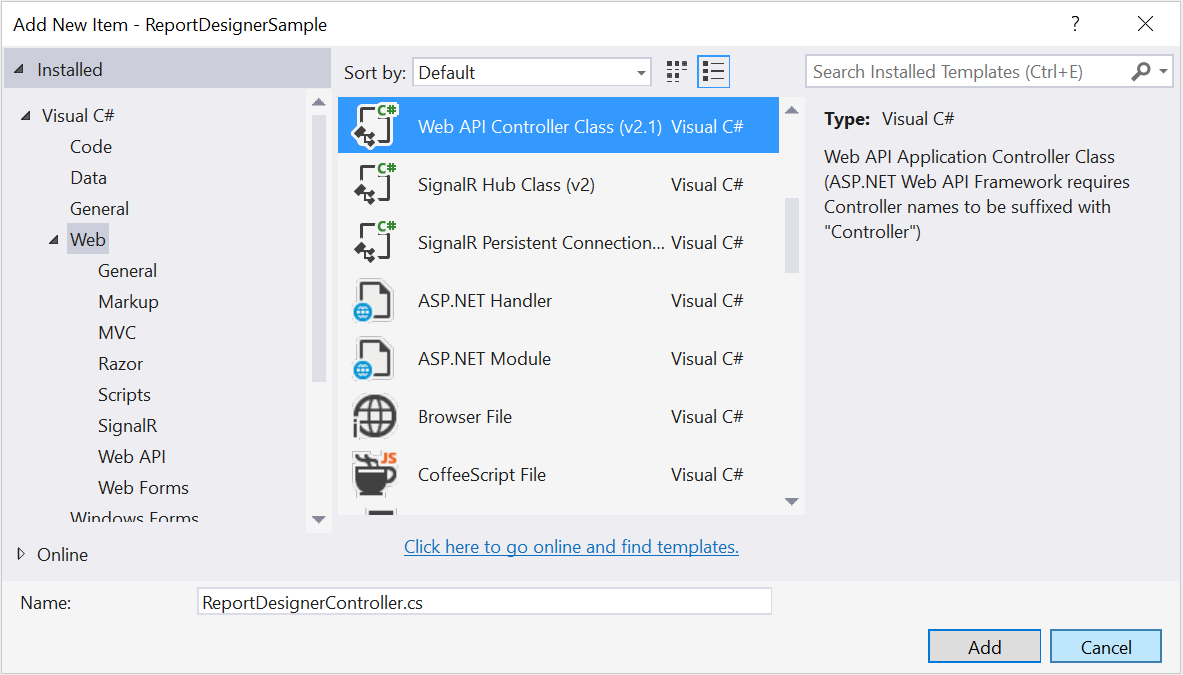 Add New Item - ReportDesignerSample
?
Installed
Sort by: Default
Search Installed Templates (Ctrl+E)
Visual C#
Code
Data
General
Web
General
Markup
MVC
Razor
Scripts
SignalR
Web API
Web Forms
Windows Forms
Online
C# Web API Controller Class (v2.1) Visual C#
C# SignalR Hub Class (v2) Visual C#
C# SignalR Persistent Connection... Visual C#
ASP.NET Handler Visual C#
ASP.NET Module Visual C#
Browser File Visual C#
JS CoffeeScript File Visual C#
Click here to go online and find templates.
Type: Visual C#
Web API Application Controller Class
(ASP.NET Web API Framework requires
Controller names to be suffixed with
"Controller")
Name: ReportDesignerController.cs
Add Cancel